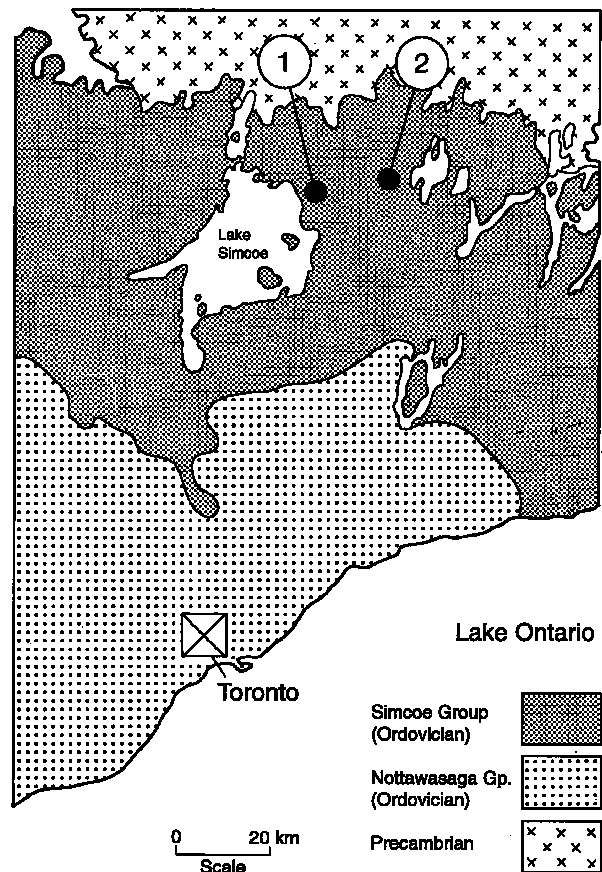 1
2
Lake
Simcoe
Lake Ontario
Toronto
Simcoe Group
(Ordovician)
Nottawasaga Gp.
(Ordovician)
Precambrian
0 20 km
Scale